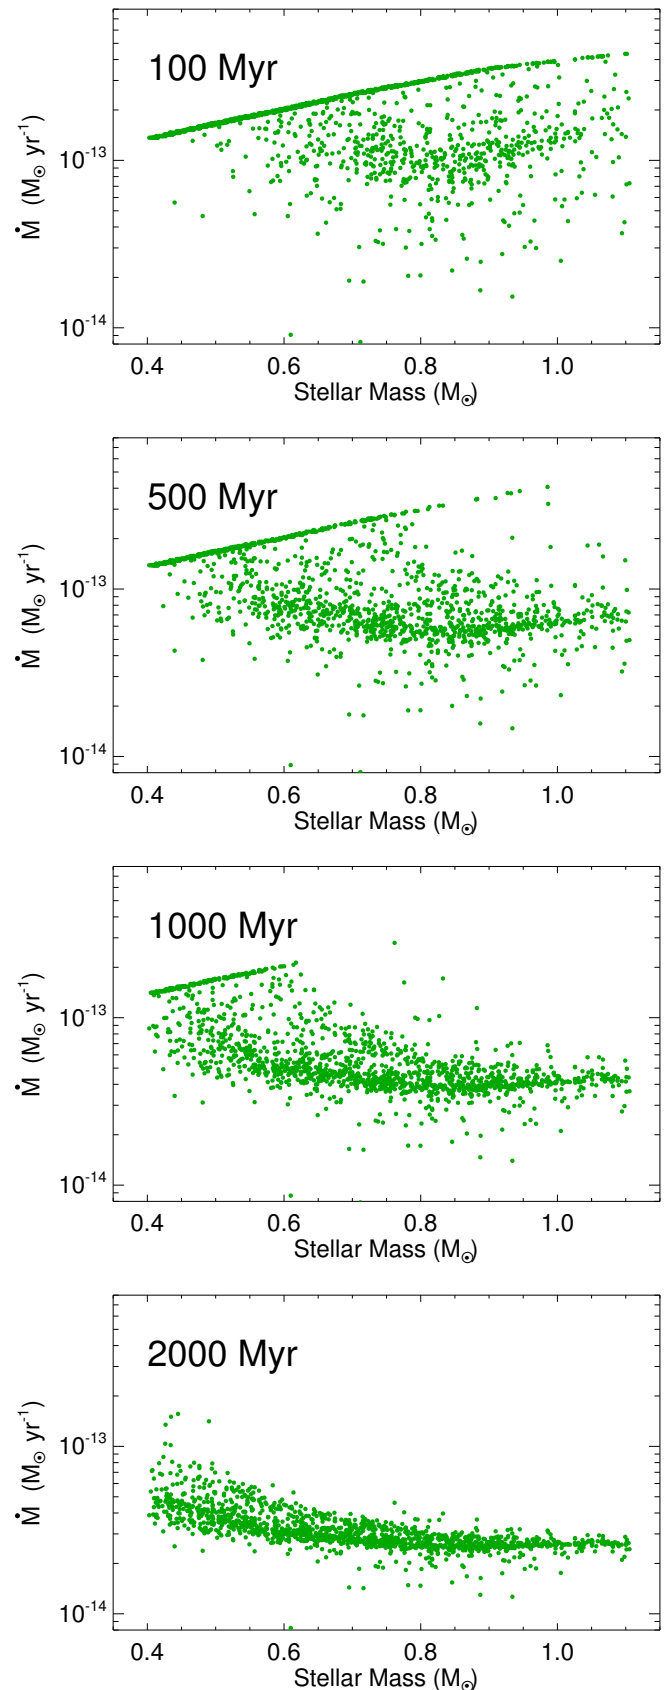 100 Myr
10⁻¹³
10⁻¹⁴
Ṁ (M☉ yr⁻¹)
0.4 0.6 0.8 1.0
Stellar Mass (M☉)
500 Myr
10⁻¹³
10⁻¹⁴
Ṁ (M☉ yr⁻¹)
0.4 0.6 0.8 1.0
Stellar Mass (M☉)
1000 Myr
10⁻¹³
10⁻¹⁴
Ṁ (M☉ yr⁻¹)
0.4 0.6 0.8 1.0
Stellar Mass (M☉)
2000 Myr
10⁻¹³
10⁻¹⁴
Ṁ (M☉ yr⁻¹)
0.4 0.6 0.8 1.0
Stellar Mass (M☉)